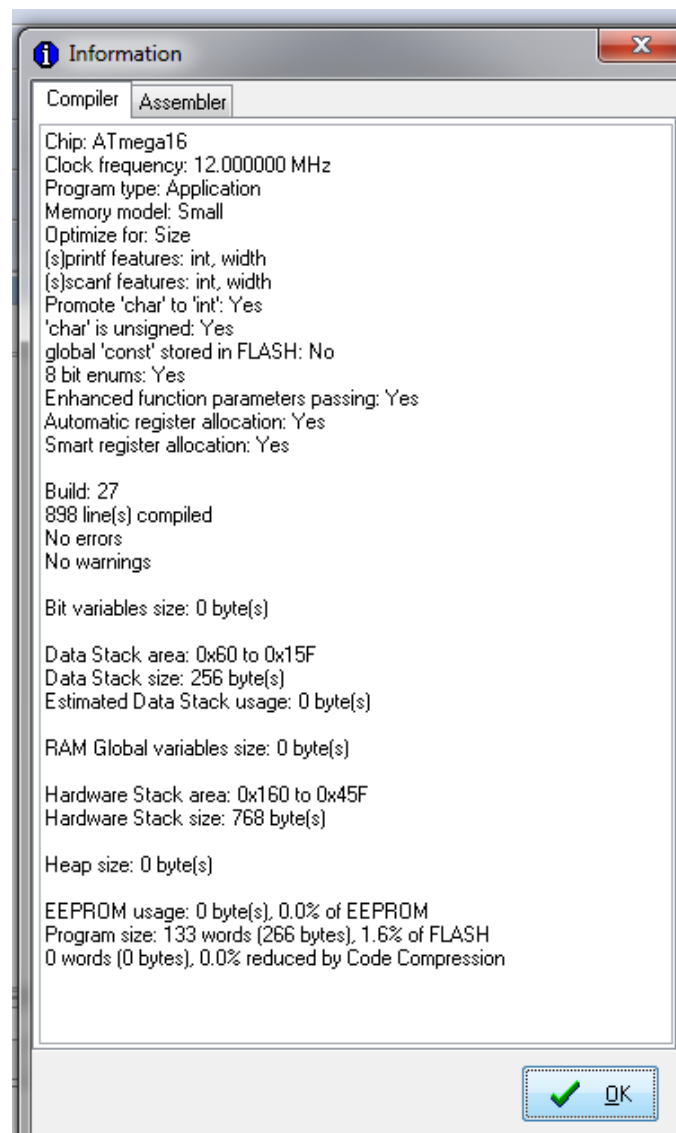 Information
Compiler
Assembler
Chip: ATmega16
Clock frequency: 12.000000 MHz
Program type: Application
Memory model: Small
Optimize for: Size
(s)printf features: int, width
(s)scanf features: int, width
Promote 'char' to 'int': Yes
'char' is unsigned: Yes
global 'const' stored in FLASH: No
8 bit enums: Yes
Enhanced function parameters passing: Yes
Automatic register allocation: Yes
Smart register allocation: Yes
Build: 27
898 line(s) compiled
No errors
No warnings
Bit variables size: 0 byte(s)
Data Stack area: 0x60 to 0x15F
Data Stack size: 256 byte(s)
Estimated Data Stack usage: 0 byte(s)
RAM Global variables size: 0 byte(s)
Hardware Stack area: 0x160 to 0x45F
Hardware Stack size: 768 byte(s)
Heap size: 0 byte(s)
EEPROM usage: 0 byte(s), 0.0% of EEPROM
Program size: 133 words (266 bytes), 1.6% of FLASH
0 words (0 bytes), 0.0% reduced by Code Compression
OK